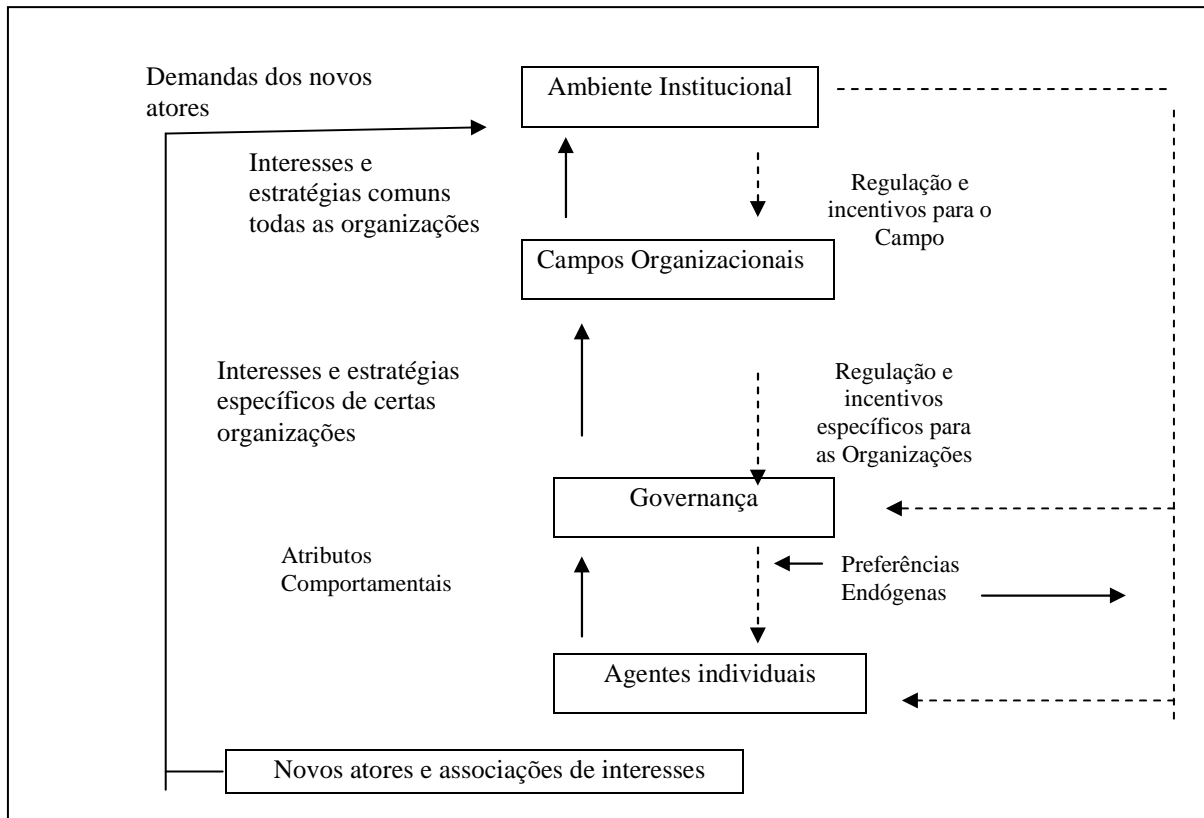 Demandas dos novos
atores
Ambiente Institucional
Interesses e
estratégias comuns
todas as organizações
Regulação e
incentivos para o
Campo
Campos Organizacionais
Interesses e estratégias
específicos de certas
organizações
Regulação e
incentivos
específicos para
as Organizações
Governança
Atributos
Comportamentais
Preferências
Endógenas
Agentes individuais
Novos atores e associações de interesses